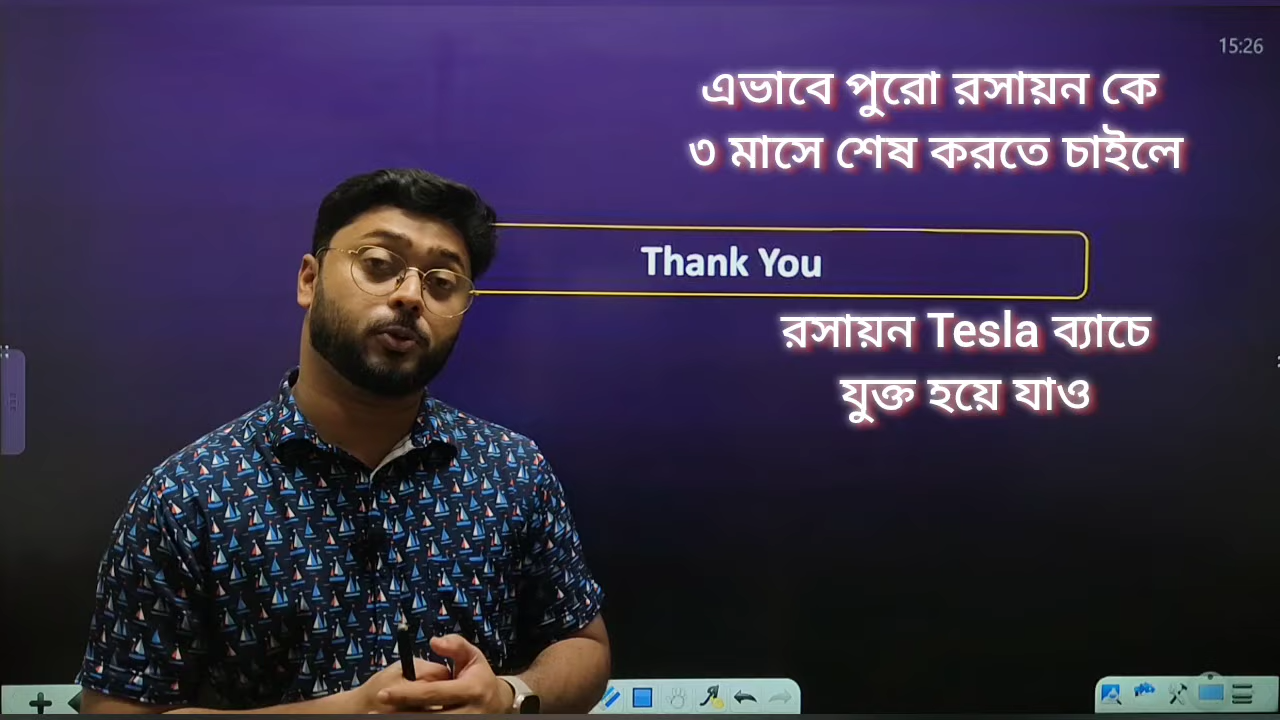 15:26
এভাবে পুরো রসায়ন কে
৩ মাসে শেষ করতে চাইলে
Thank You
রসায়ন Tesla ব্যাচে
যুক্ত হয়ে যাও